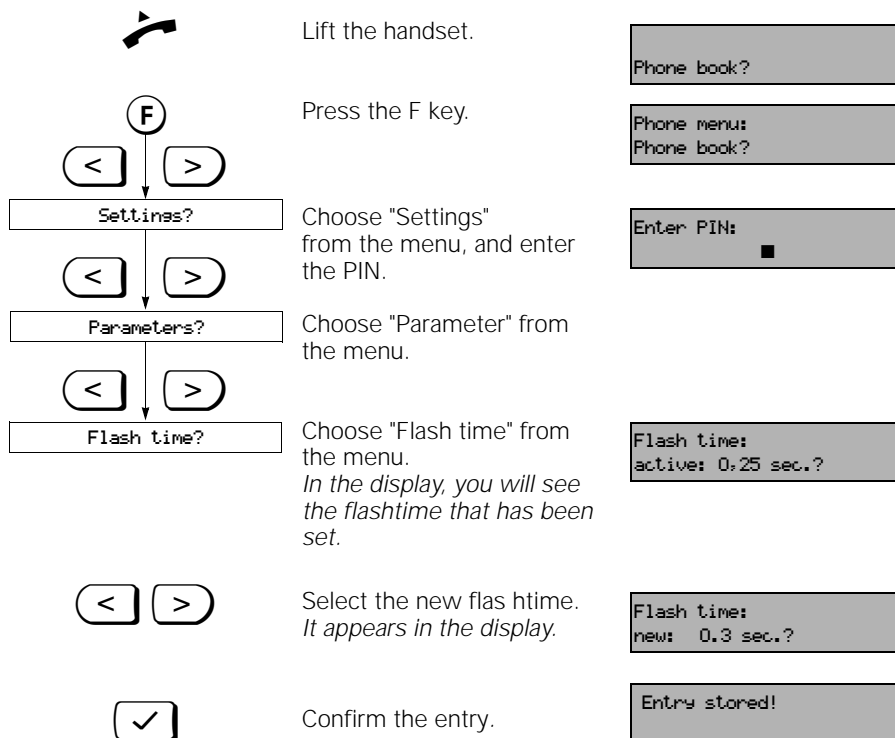 Lift the handset.
Phone book?
F
Press the F key.
Phone menu:
Phone book?
< >
Settings?
Choose "Settings"
from the menu, and enter
the PIN.
Enter PIN:
< >
Parameters?
Choose "Parameter" from
the menu.
< >
Flash time?
Choose "Flash time" from
the menu.
In the display, you will see
the flashtime that has been
set.
Flash time:
active: 0,25 sec.?
< >
Select the new flas htime.
It appears in the display.
Flash time:
new: 0.3 sec.?
✓
Confirm the entry.
Entry stored!